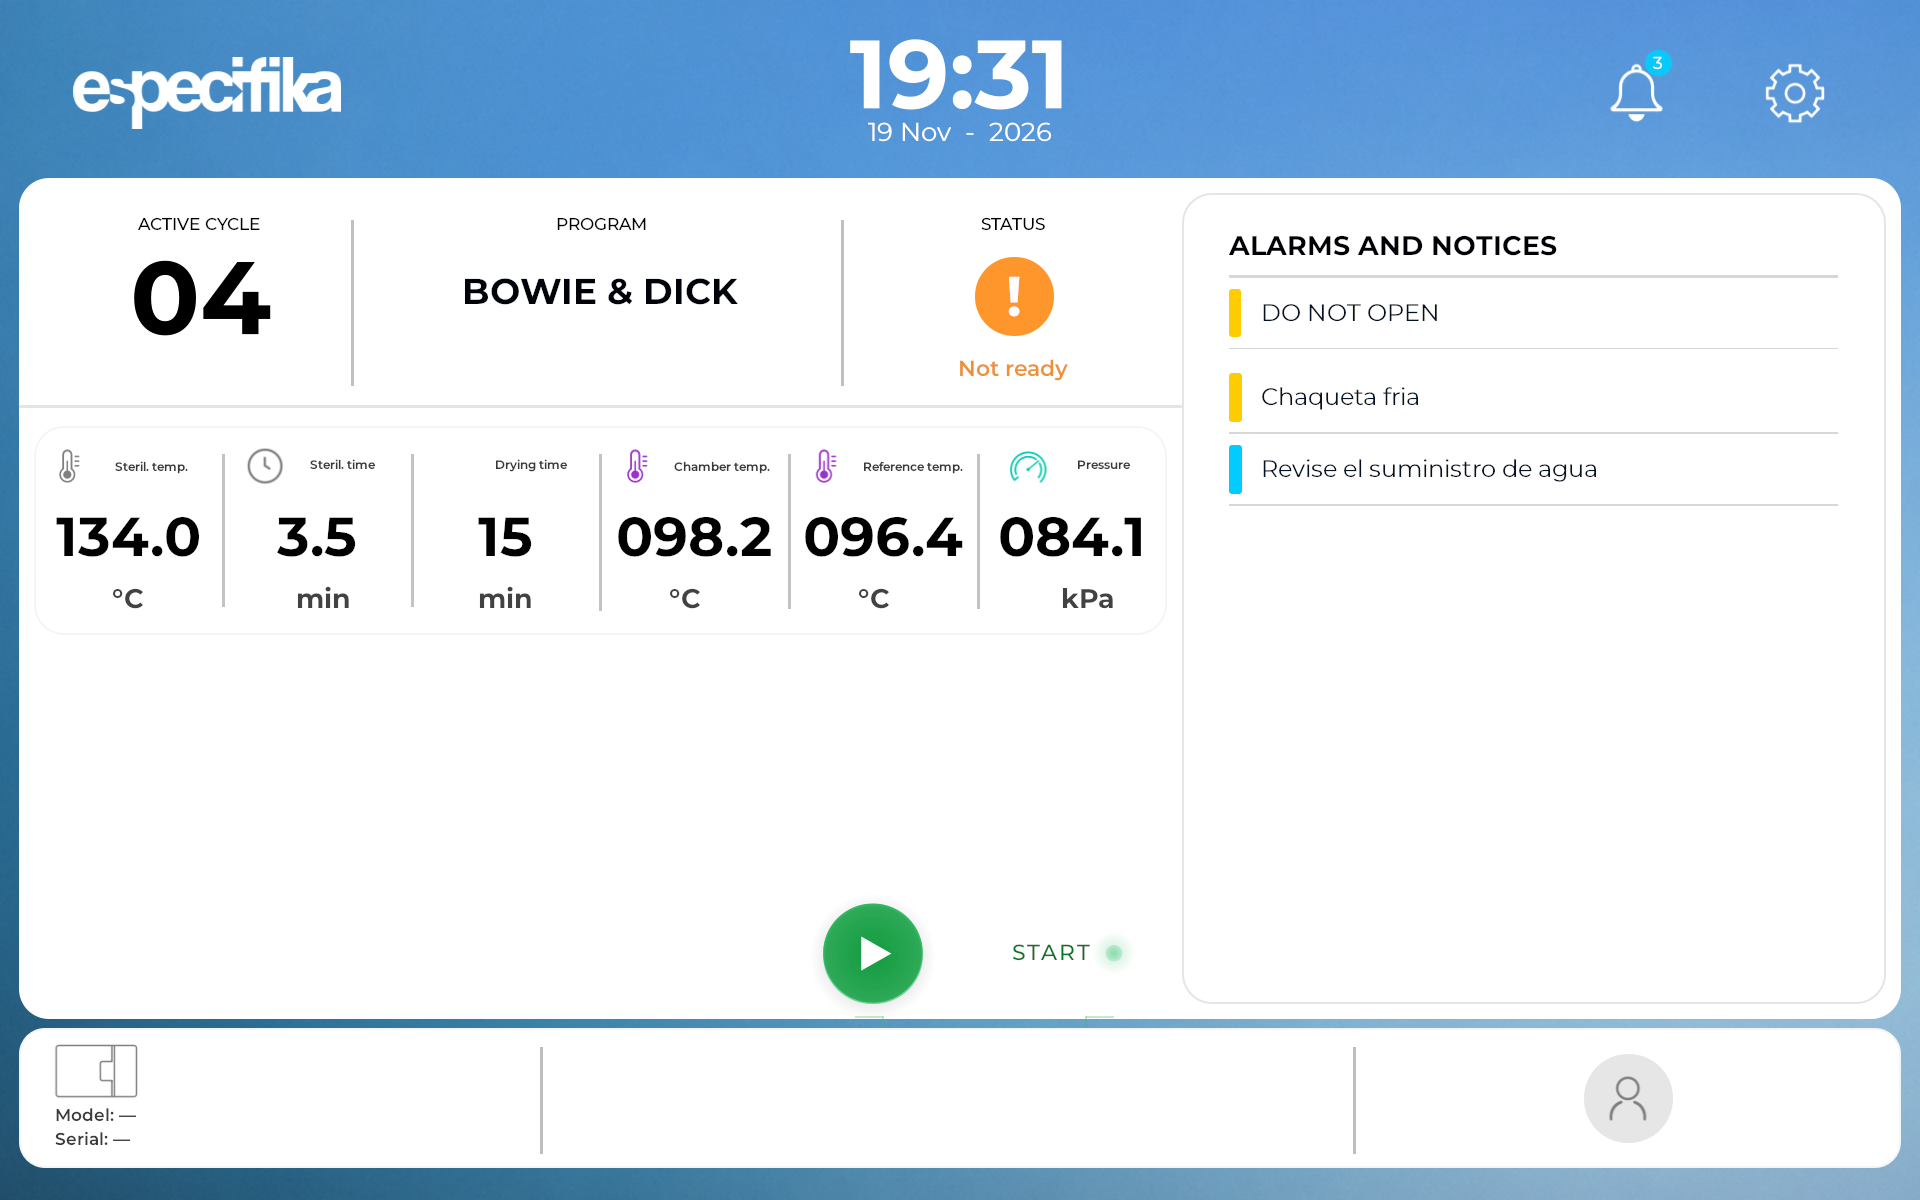 especifika
19:31
19 Nov - 2026
3
ACTIVE CYCLE
04
PROGRAM
BOWIE & DICK
STATUS
!
Not ready
ALARMS AND NOTICES
DO NOT OPEN
Chaqueta fria
Revise el suministro de agua
Steril. temp.
134.0
°C
Steril. time
3.5
min
Drying time
15
min
Chamber temp.
098.2
°C
Reference temp.
096.4
°C
Pressure
084.1
kPa
START
Model: —
Serial: —